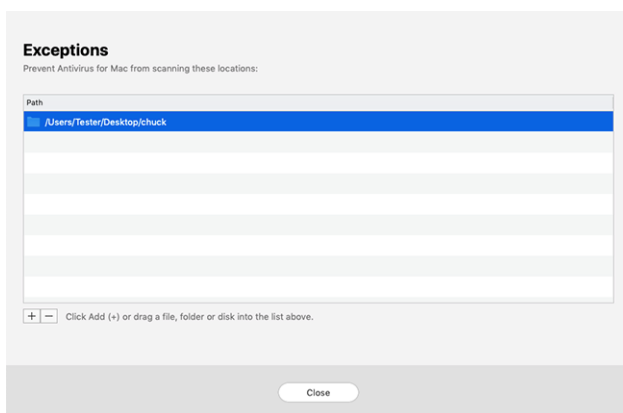 Exceptions
Prevent Antivirus for Mac from scanning these locations:
Path
/Users/Tester/Desktop/chuck
+ − Click Add (+) or drag a file, folder or disk into the list above.
Close